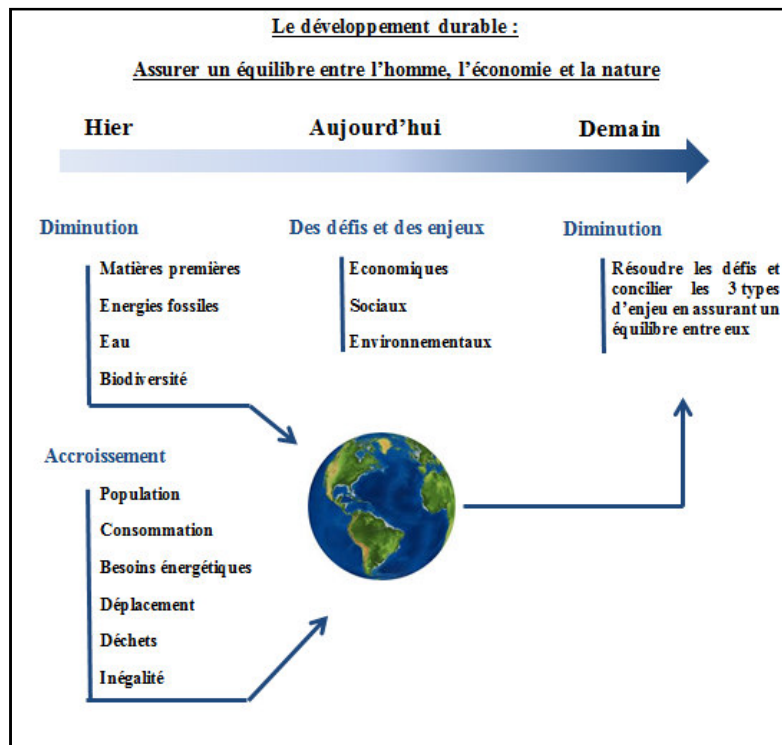 Le développement durable :
Assurer un équilibre entre l’homme, l’économie et la nature
Hier
Aujourd’hui
Demain
Diminution
Matières premières
Energies fossiles
Eau
Biodiversité
Accroissement
Population
Consommation
Besoins énergétiques
Déplacement
Déchets
Inégalité
Des défis et des enjeux
Economiques
Sociaux
Environnementaux
Diminution
Résoudre les défis et
concilier les 3 types
d’enjeu en assurant un
équilibre entre eux